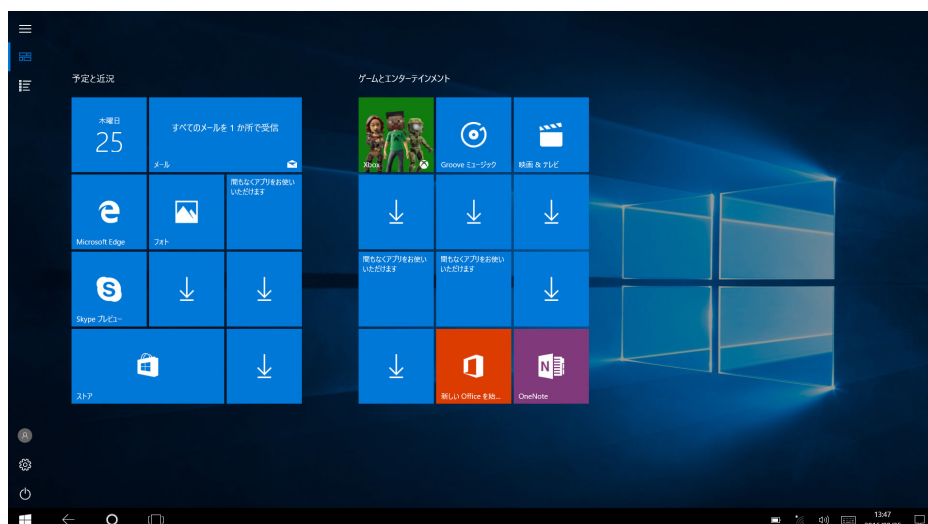 予定と近況
木曜日
25
すべてのメールを 1 か所で受信
メール
Microsoft Edge
フォト
間もなくアプリをお使い
いただけます
Skype プレビュー
ストア
ゲームとエンターテインメント
Xbox
Groove ミュージック
映画 & テレビ
間もなくアプリをお使い
いただけます
間もなくアプリをお使い
いただけます
新しい Office を始...
OneNote
13:47